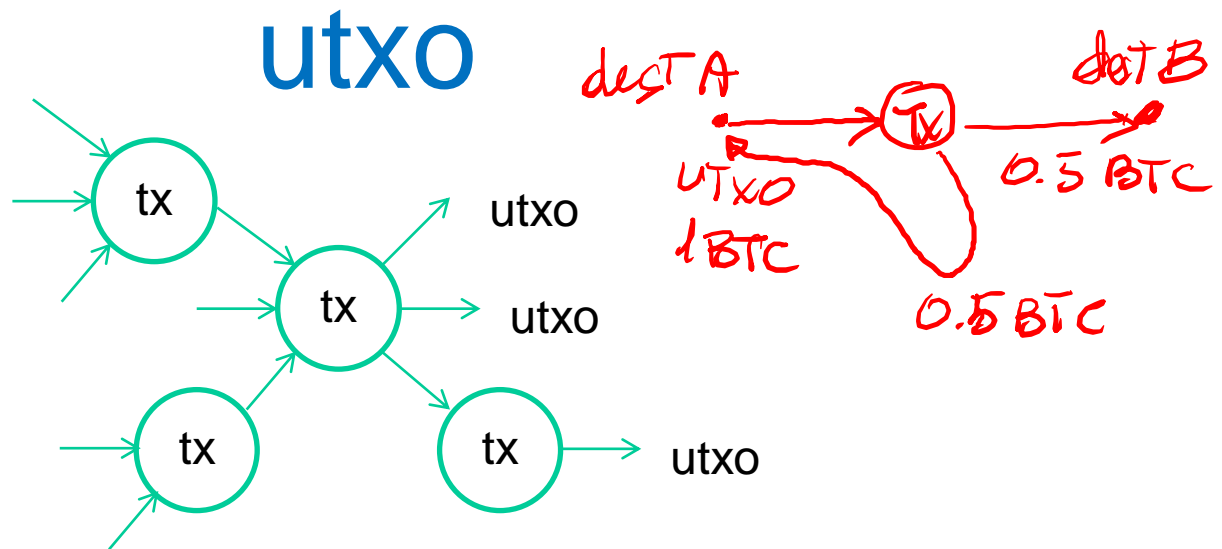 utxo
tx
utxo
tx
utxo
tx
tx
utxo
destA
Tx
destB
UTXO
1BTC
0.5 BTC
0.5 BTC